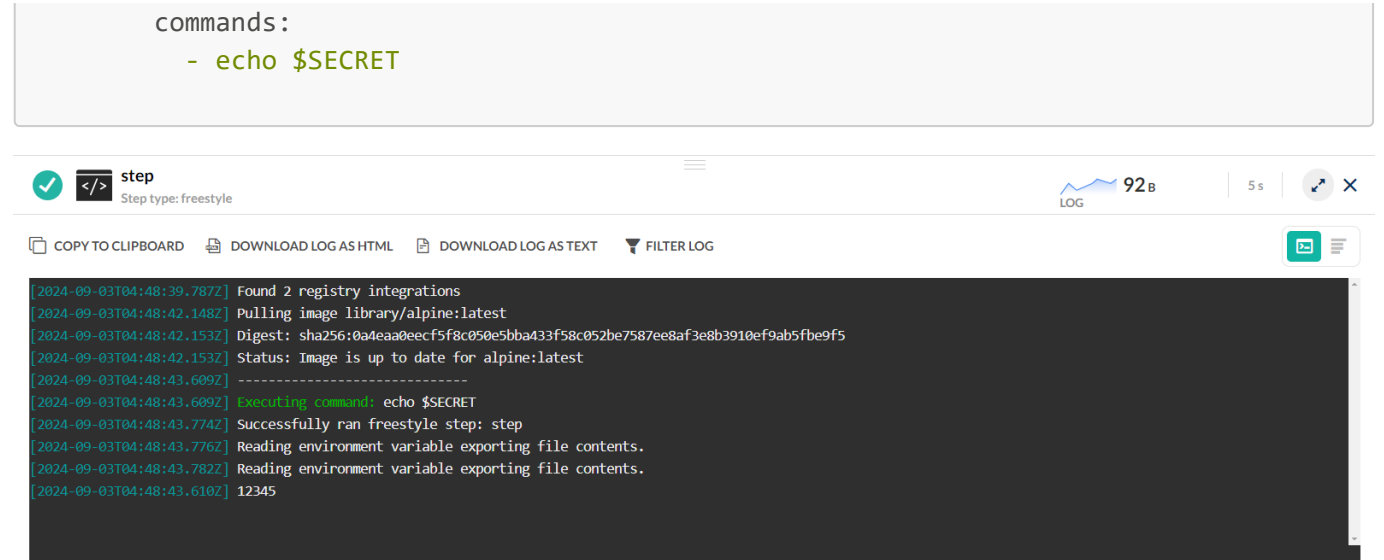 commands:
- echo $SECRET
step
Step type: freestyle
LOG
92 B
5 s
COPY TO CLIPBOARD
DOWNLOAD LOG AS HTML
DOWNLOAD LOG AS TEXT
FILTER LOG
[2024-09-03T04:48:39.787Z] Found 2 registry integrations
[2024-09-03T04:48:42.148Z] Pulling image library/alpine:latest
[2024-09-03T04:48:42.153Z] Digest: sha256:0a4eaa0eecf5f8c050e5bba433f58c052be7587ee8af3e8b3910ef9ab5fbe9f5
[2024-09-03T04:48:42.153Z] Status: Image is up to date for alpine:latest
[2024-09-03T04:48:43.609Z] ------------------------------
[2024-09-03T04:48:43.609Z] Executing command: echo $SECRET
[2024-09-03T04:48:43.774Z] Successfully ran freestyle step: step
[2024-09-03T04:48:43.776Z] Reading environment variable exporting file contents.
[2024-09-03T04:48:43.782Z] Reading environment variable exporting file contents.
[2024-09-03T04:48:43.610Z] 12345